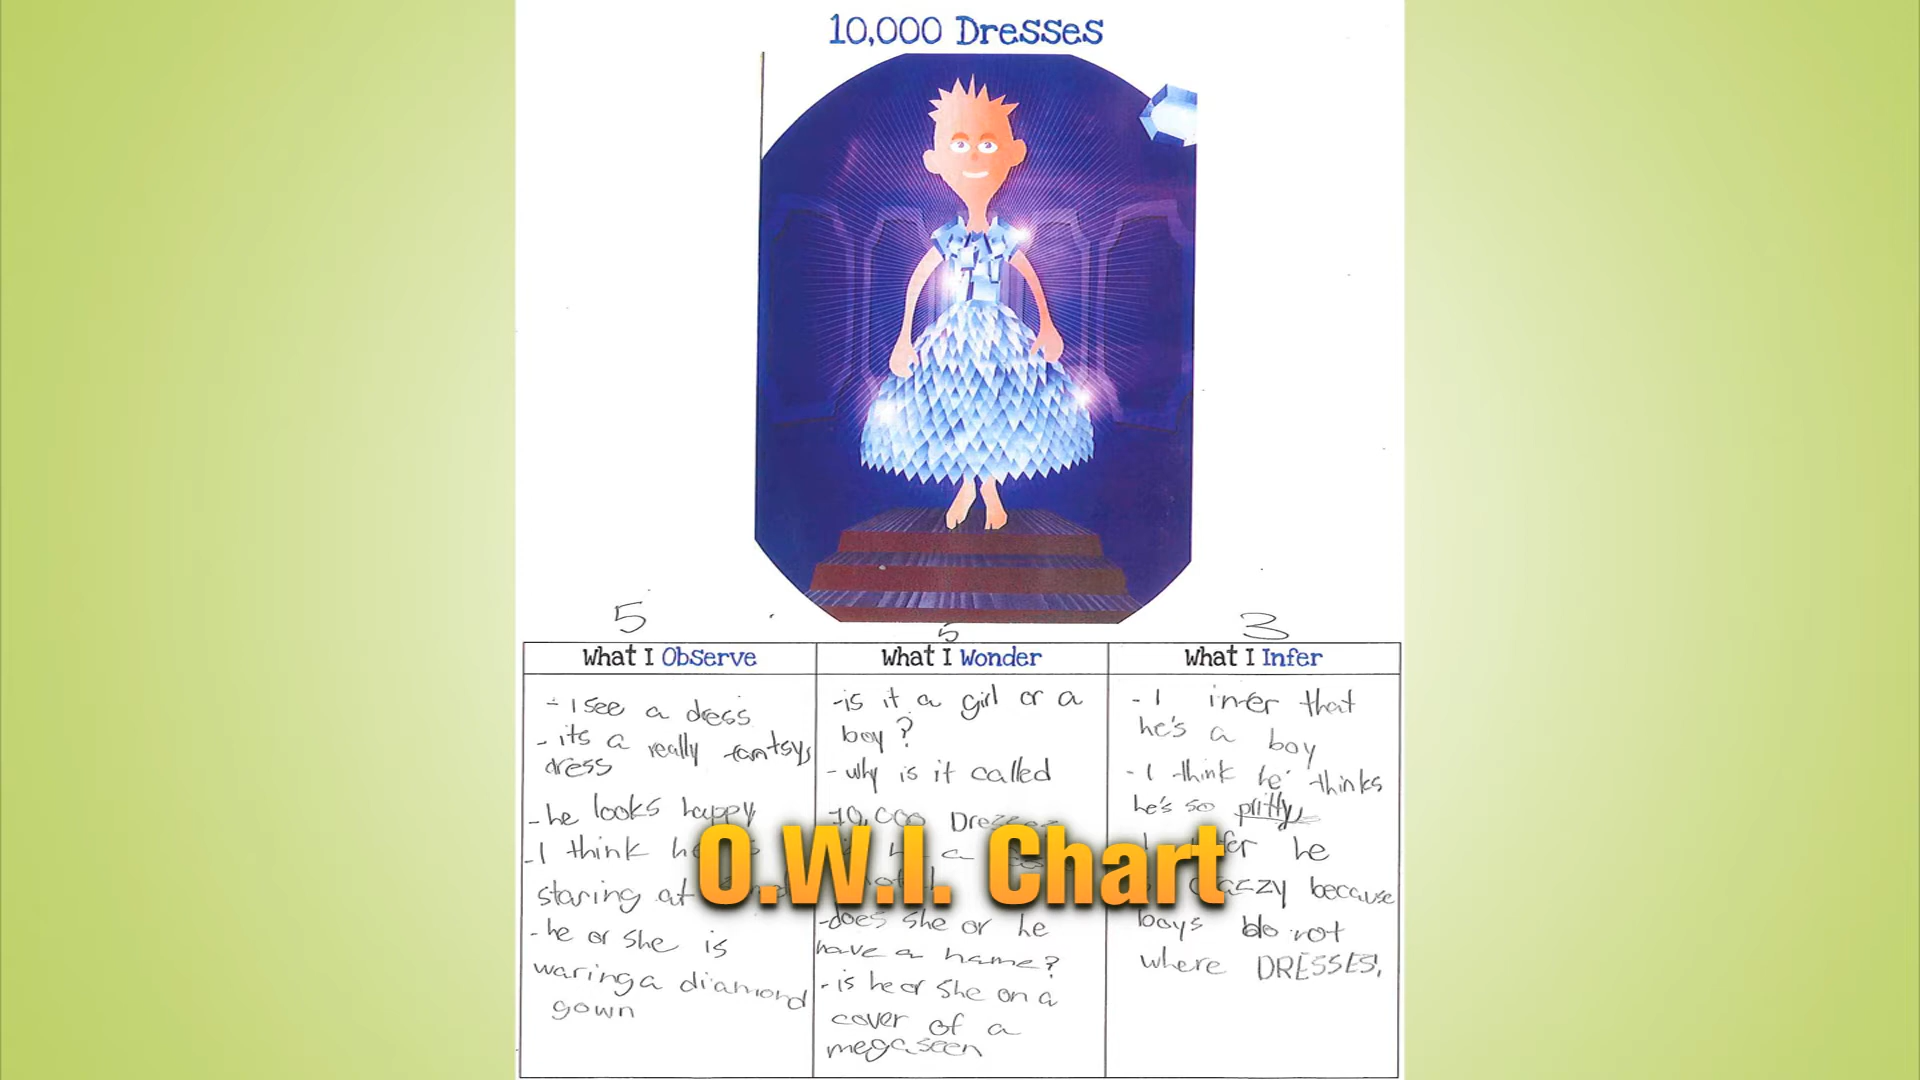 10,000 Dresses
5
5
3
What I Observe
- I see a dress
- its a really fantsy
dress
- he looks happy
- I think
staring at
- he or she is
waring a diamond
gown
What I Wonder
- is it a girl or a
boy?
- why is it called
10,000 Dresses
a
- does she or he
have a name?
- is he or she on a
cover of a
megaseen
What I Infer
- I infer that
he's a boy
- I think he thinks
he's so pritty
he
crazzy because
boys do not
where DRESSES.
O.W.I. Chart